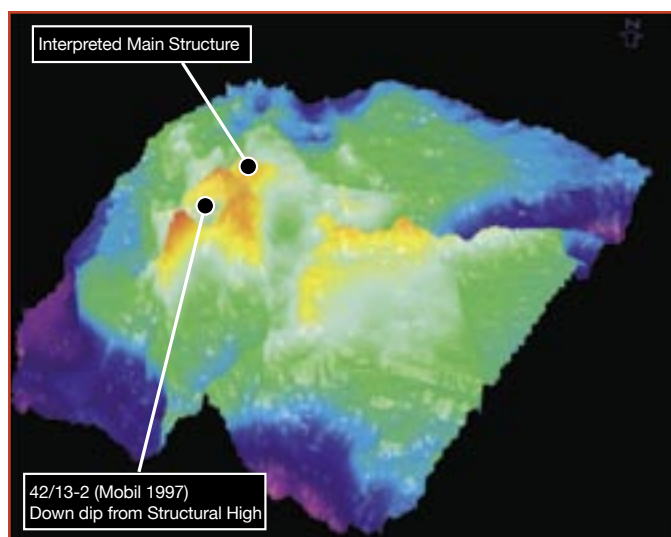 Interpreted Main Structure
N
42/13-2 (Mobil 1997)
Down dip from Structural High